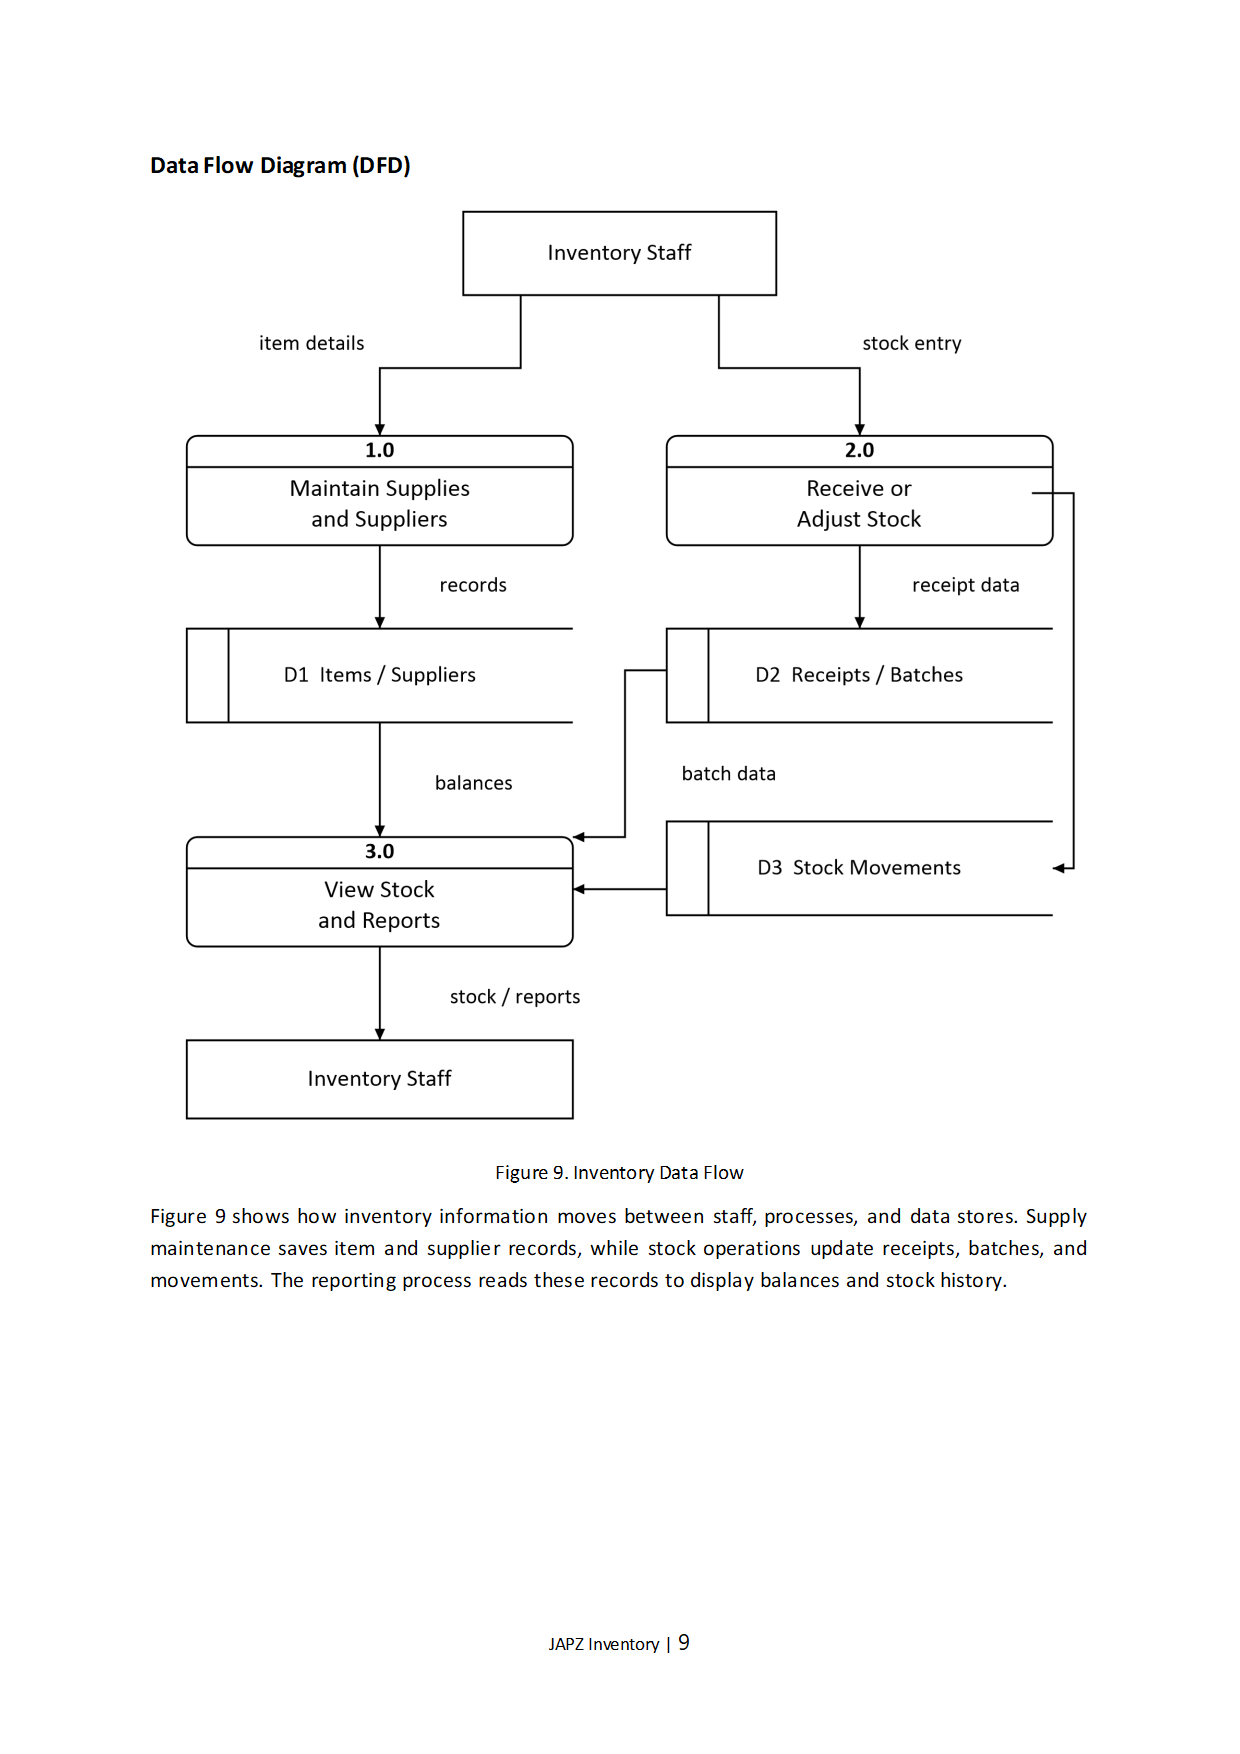 Data Flow Diagram (DFD)
Inventory Staff
item details
stock entry
1.0
Maintain Supplies
and Suppliers
2.0
Receive or
Adjust Stock
records
receipt data
D1 Items / Suppliers
D2 Receipts / Batches
balances
batch data
3.0
View Stock
and Reports
D3 Stock Movements
stock / reports
Inventory Staff
Figure 9. Inventory Data Flow
Figure 9 shows how inventory information moves between staff, processes, and data stores. Supply
maintenance saves item and supplier records, while stock operations update receipts, batches, and
movements. The reporting process reads these records to display balances and stock history.
JAPZ Inventory | 9